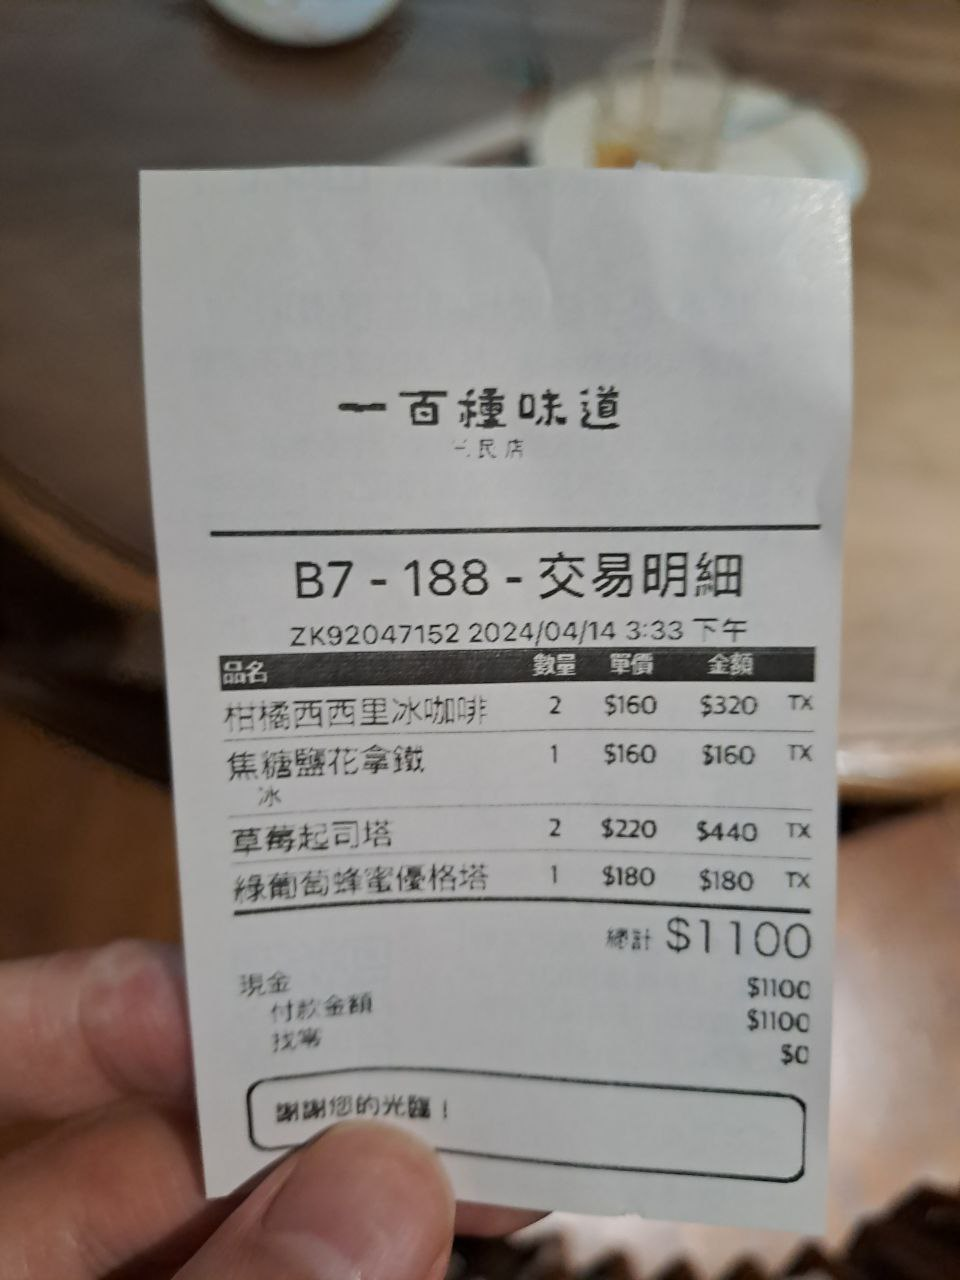 一百種味道
民店
B7 - 188 - 交易明細
ZK92047152 2024/04/14 3:33 下午
品名 數量 單價 金額
柑橘西西里冰咖啡 2 $160 $320 TX
焦糖鹽花拿鐵 1 $160 $160 TX
冰
草莓起司塔 2 $220 $440 TX
綠葡萄蜂蜜優格塔 1 $180 $180 TX
總計 $1100
現金 $1100
付款金額 $1100
找零 $0
謝謝您的光臨！